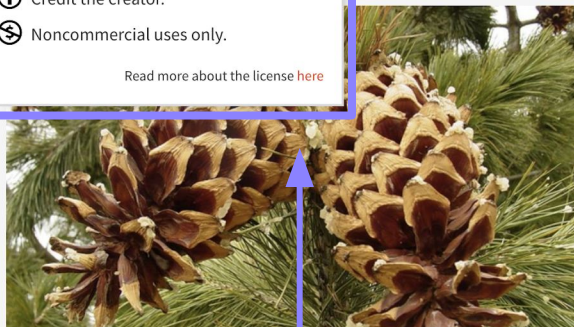 Credit the creator.
Noncommercial uses only.
Read more about the license here